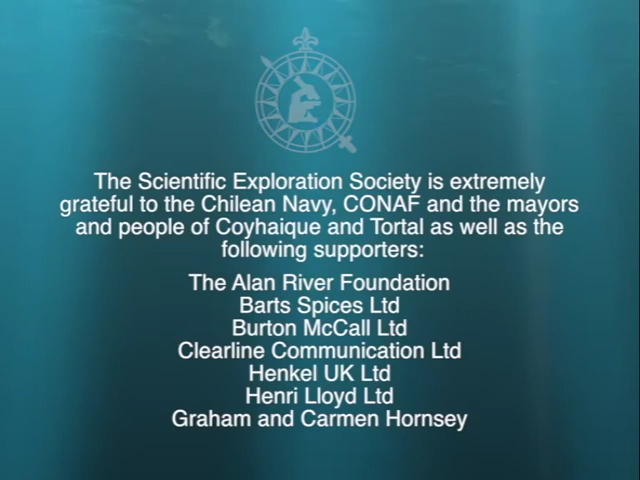 The Scientific Exploration Society is extremely
grateful to the Chilean Navy, CONAF and the mayors
and people of Coyhaique and Tortal as well as the
following supporters:
The Alan River Foundation
Barts Spices Ltd
Burton McCall Ltd
Clearline Communication Ltd
Henkel UK Ltd
Henri Lloyd Ltd
Graham and Carmen Hornsey